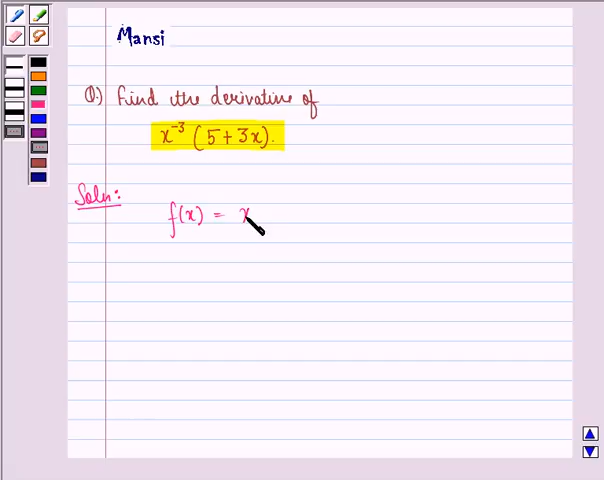 Mansi
Q.) Find the derivative of
x⁻³ (5+3x).
Soln:
f(x) = x